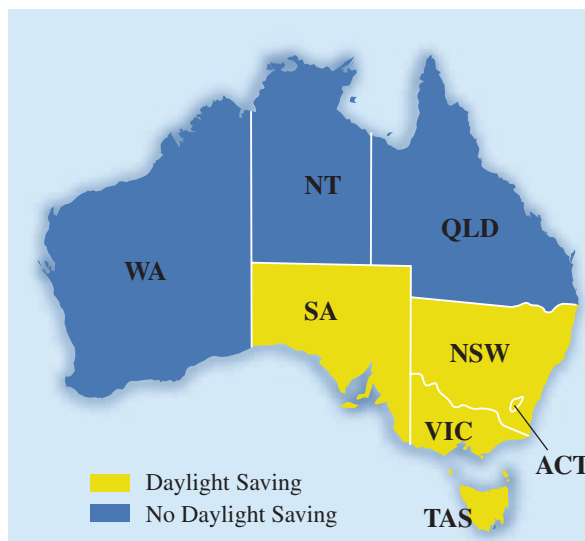 NT
QLD
WA
SA
NSW
VIC
ACT
TAS
Daylight Saving
No Daylight Saving